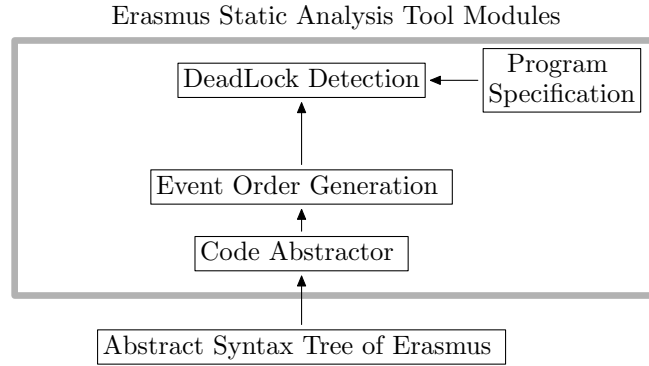 Erasmus Static Analysis Tool Modules
DeadLock Detection
Program
Specification
Event Order Generation
Code Abstractor
Abstract Syntax Tree of Erasmus